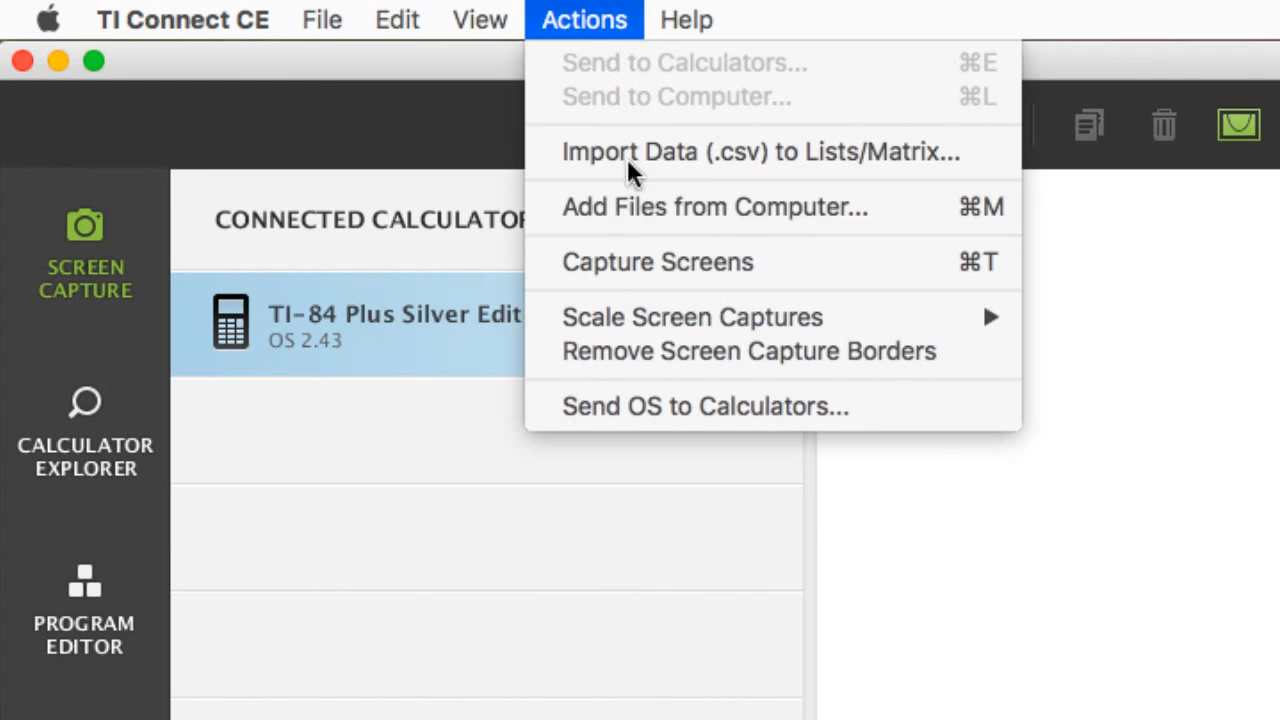 TI Connect CE File Edit View Actions Help
Send to Calculators... ⌘E
Send to Computer... ⌘L
Import Data (.csv) to Lists/Matrix...
Add Files from Computer... ⌘M
Capture Screens ⌘T
Scale Screen Captures
Remove Screen Capture Borders
Send OS to Calculators...
SCREEN
CAPTURE
CALCULATOR
EXPLORER
PROGRAM
EDITOR
CONNECTED CALCULATOR
TI-84 Plus Silver Edit
OS 2.43